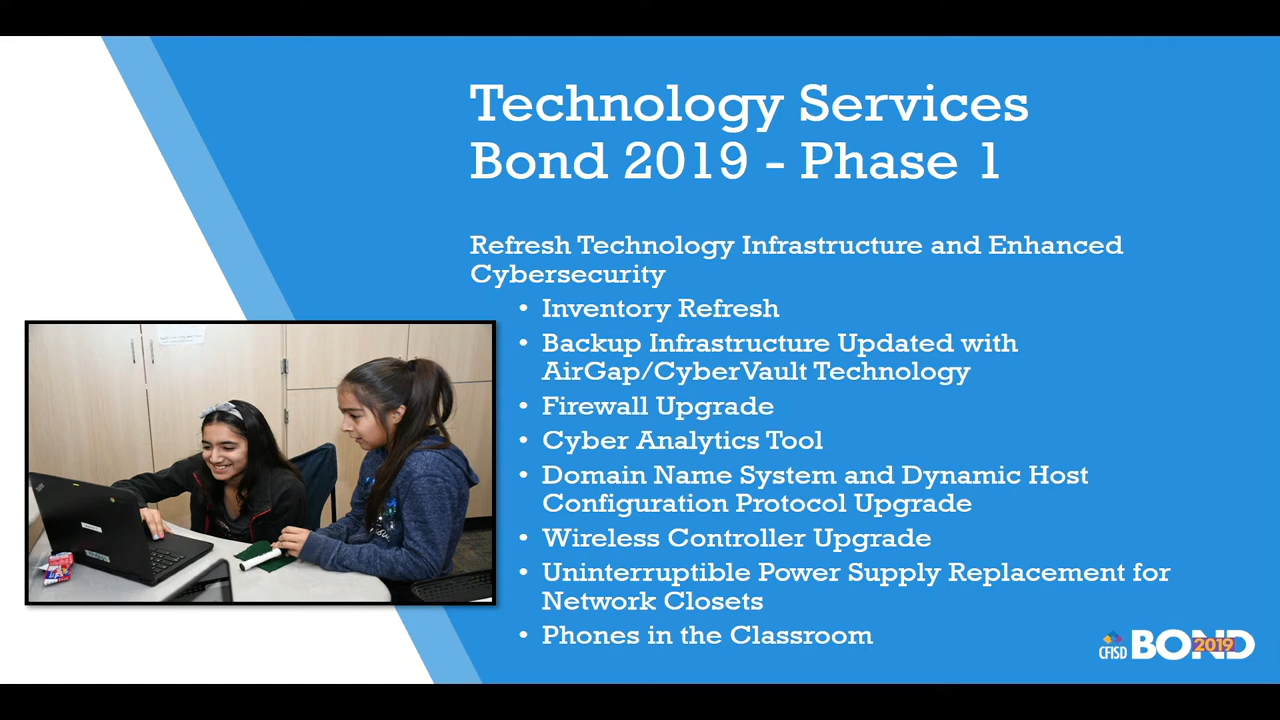 Technology Services
Bond 2019 - Phase 1
Refresh Technology Infrastructure and Enhanced
Cybersecurity
• Inventory Refresh
• Backup Infrastructure Updated with
AirGap/CyberVault Technology
• Firewall Upgrade
• Cyber Analytics Tool
• Domain Name System and Dynamic Host
Configuration Protocol Upgrade
• Wireless Controller Upgrade
• Uninterruptible Power Supply Replacement for
Network Closets
• Phones in the Classroom
CFISD BOND 2019